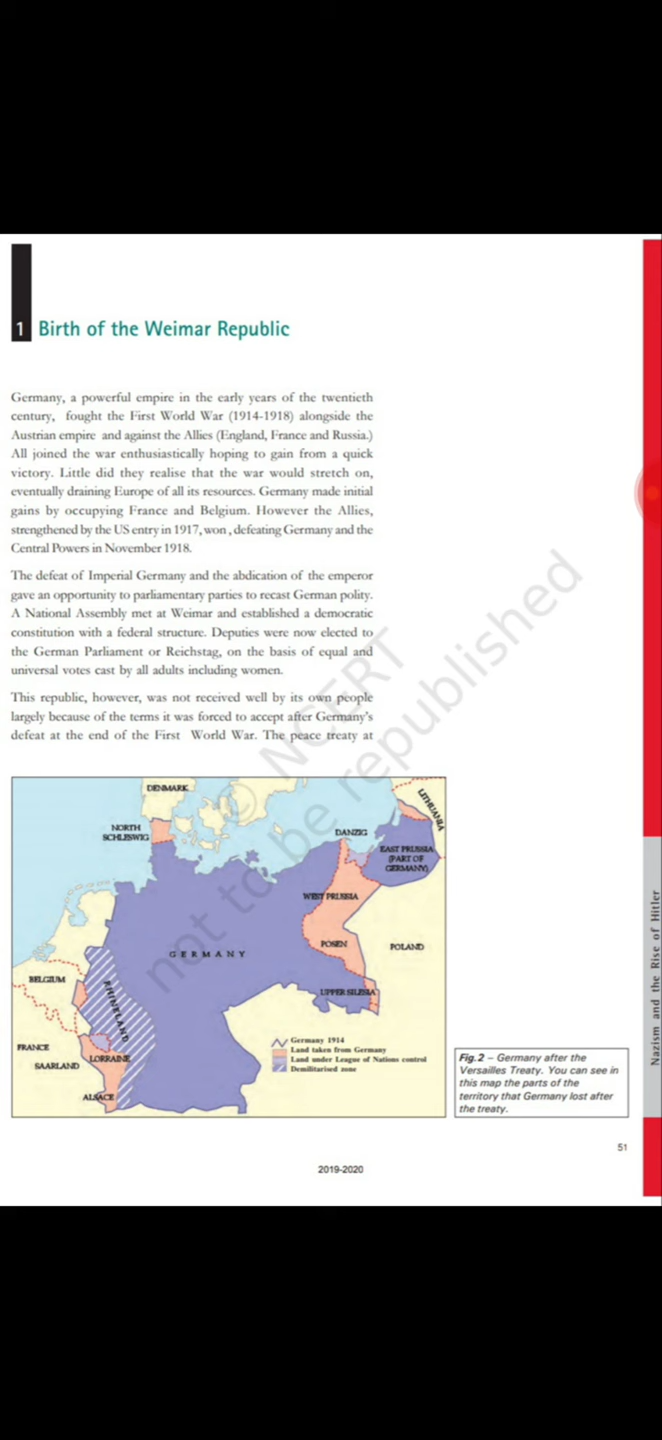 1 Birth of the Weimar Republic
Germany, a powerful empire in the early years of the twentieth
century, fought the First World War (1914-1918) alongside the
Austrian empire and against the Allies (England, France and Russia.)
All joined the war enthusiastically hoping to gain from a quick
victory. Little did they realise that the war would stretch on,
eventually draining Europe of all its resources. Germany made initial
gains by occupying France and Belgium. However the Allies,
strengthened by the US entry in 1917, won , defeating Germany and the
Central Powers in November 1918.
The defeat of Imperial Germany and the abdication of the emperor
gave an opportunity to parliamentary parties to recast German polity.
A National Assembly met at Weimar and established a democratic
constitution with a federal structure. Deputies were now elected to
the German Parliament or Reichstag, on the basis of equal and
universal votes cast by all adults including women.
This republic, however, was not received well by its own people
largely because of the terms it was forced to accept after Germany's
defeat at the end of the First World War. The peace treaty at
© NCERT
not to be republished
DENMARK
LITHUANIA
NORTH
SCHLESWIG
DANZIG
EAST PRUSSIA
(PART OF
GERMANY)
WEST PRUSSIA
GERMANY
POSEN
POLAND
BELGIUM
RHINELAND
UPPER SILESIA
FRANCE
SAARLAND
LORRAINE
ALSACE
Germany 1914
Land taken from Germany
Land under League of Nations control
Demilitarised zone
Fig.2 – Germany after the
Versailles Treaty. You can see in
this map the parts of the
territory that Germany lost after
the treaty.
Nazism and the Rise of Hitler
51
2019-2020